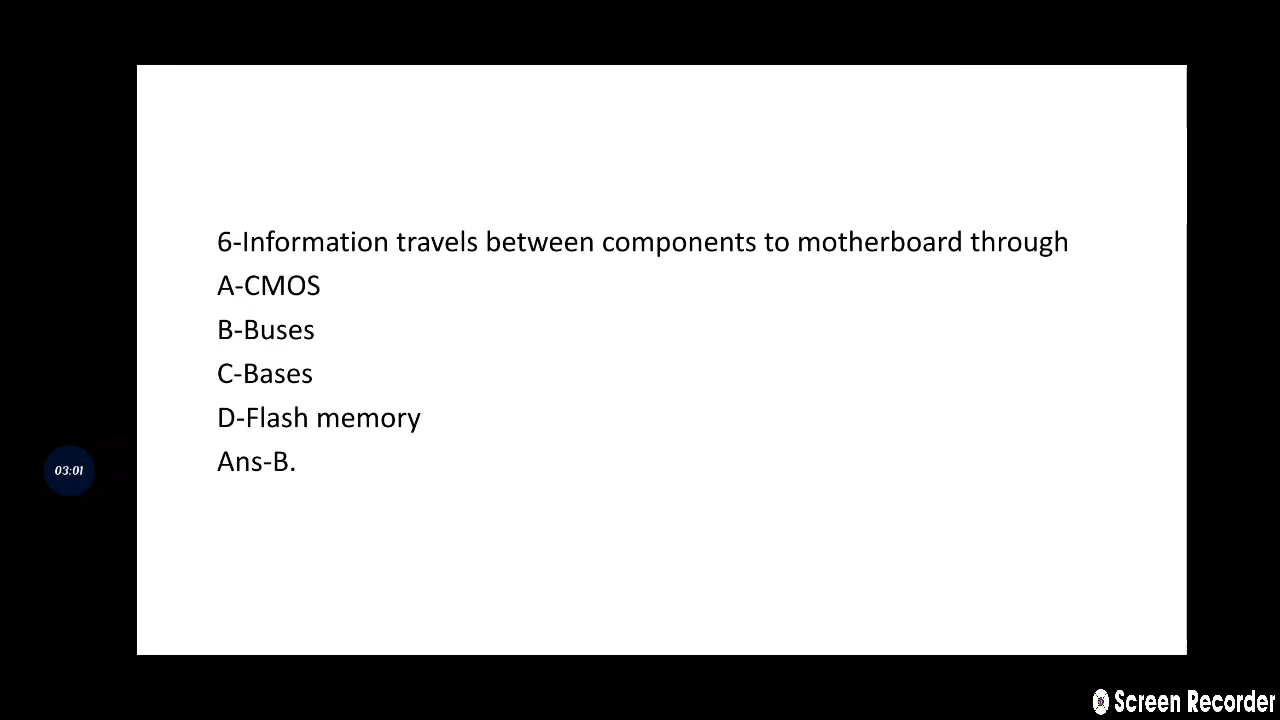 6-Information travels between components to motherboard through
A-CMOS
B-Buses
C-Bases
D-Flash memory
Ans-B.
03:01
Screen Recorder